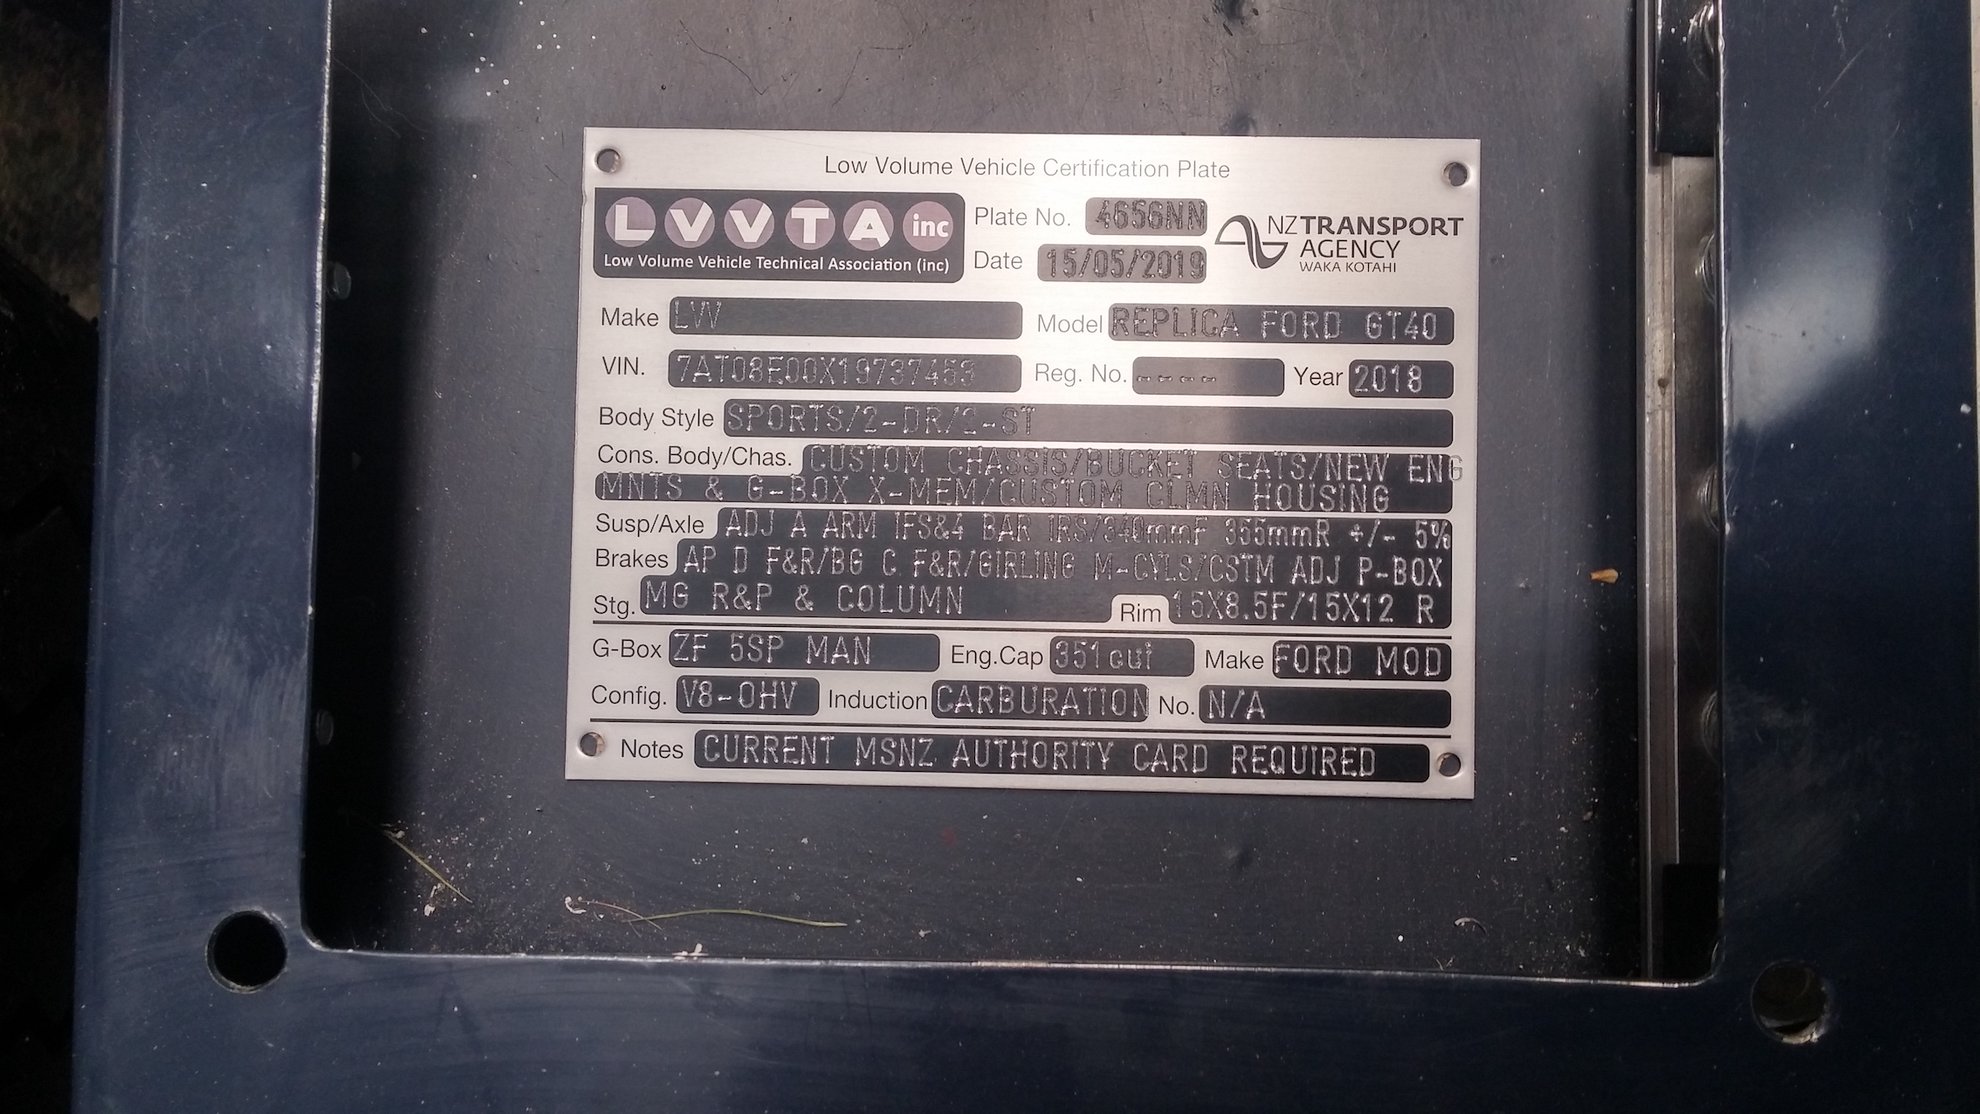 Low Volume Vehicle Certification Plate
LVVTA inc
Low Volume Vehicle Technical Association (inc)
Plate No. 4656NN
Date 15/05/2019
NZTRANSPORT
AGENCY
WAKA KOTAHI
Make LVV Model REPLICA FORD GT40
VIN. 7AT08E00X19737453 Reg. No. ---- Year 2018
Body Style SPORTS/2-DR/2-ST
Cons. Body/Chas. CUSTOM CHASSIS/BUCKET SEATS/NEW ENG
MNTS & G-BOX X-MEM/CUSTOM CLMN HOUSING
Susp/Axle ADJ A ARM IFS&4 BAR IRS/340mmF 355mmR +/- 5%
Brakes AP D F&R/BG C F&R/GIRLING M-CYLS/CSTM ADJ P-BOX
Stg. MG R&P & COLUMN Rim 15X8.5F/15X12 R
G-Box ZF 5SP MAN Eng.Cap 351cui Make FORD MOD
Config. V8-OHV Induction CARBURATION No. N/A
Notes CURRENT MSNZ AUTHORITY CARD REQUIRED